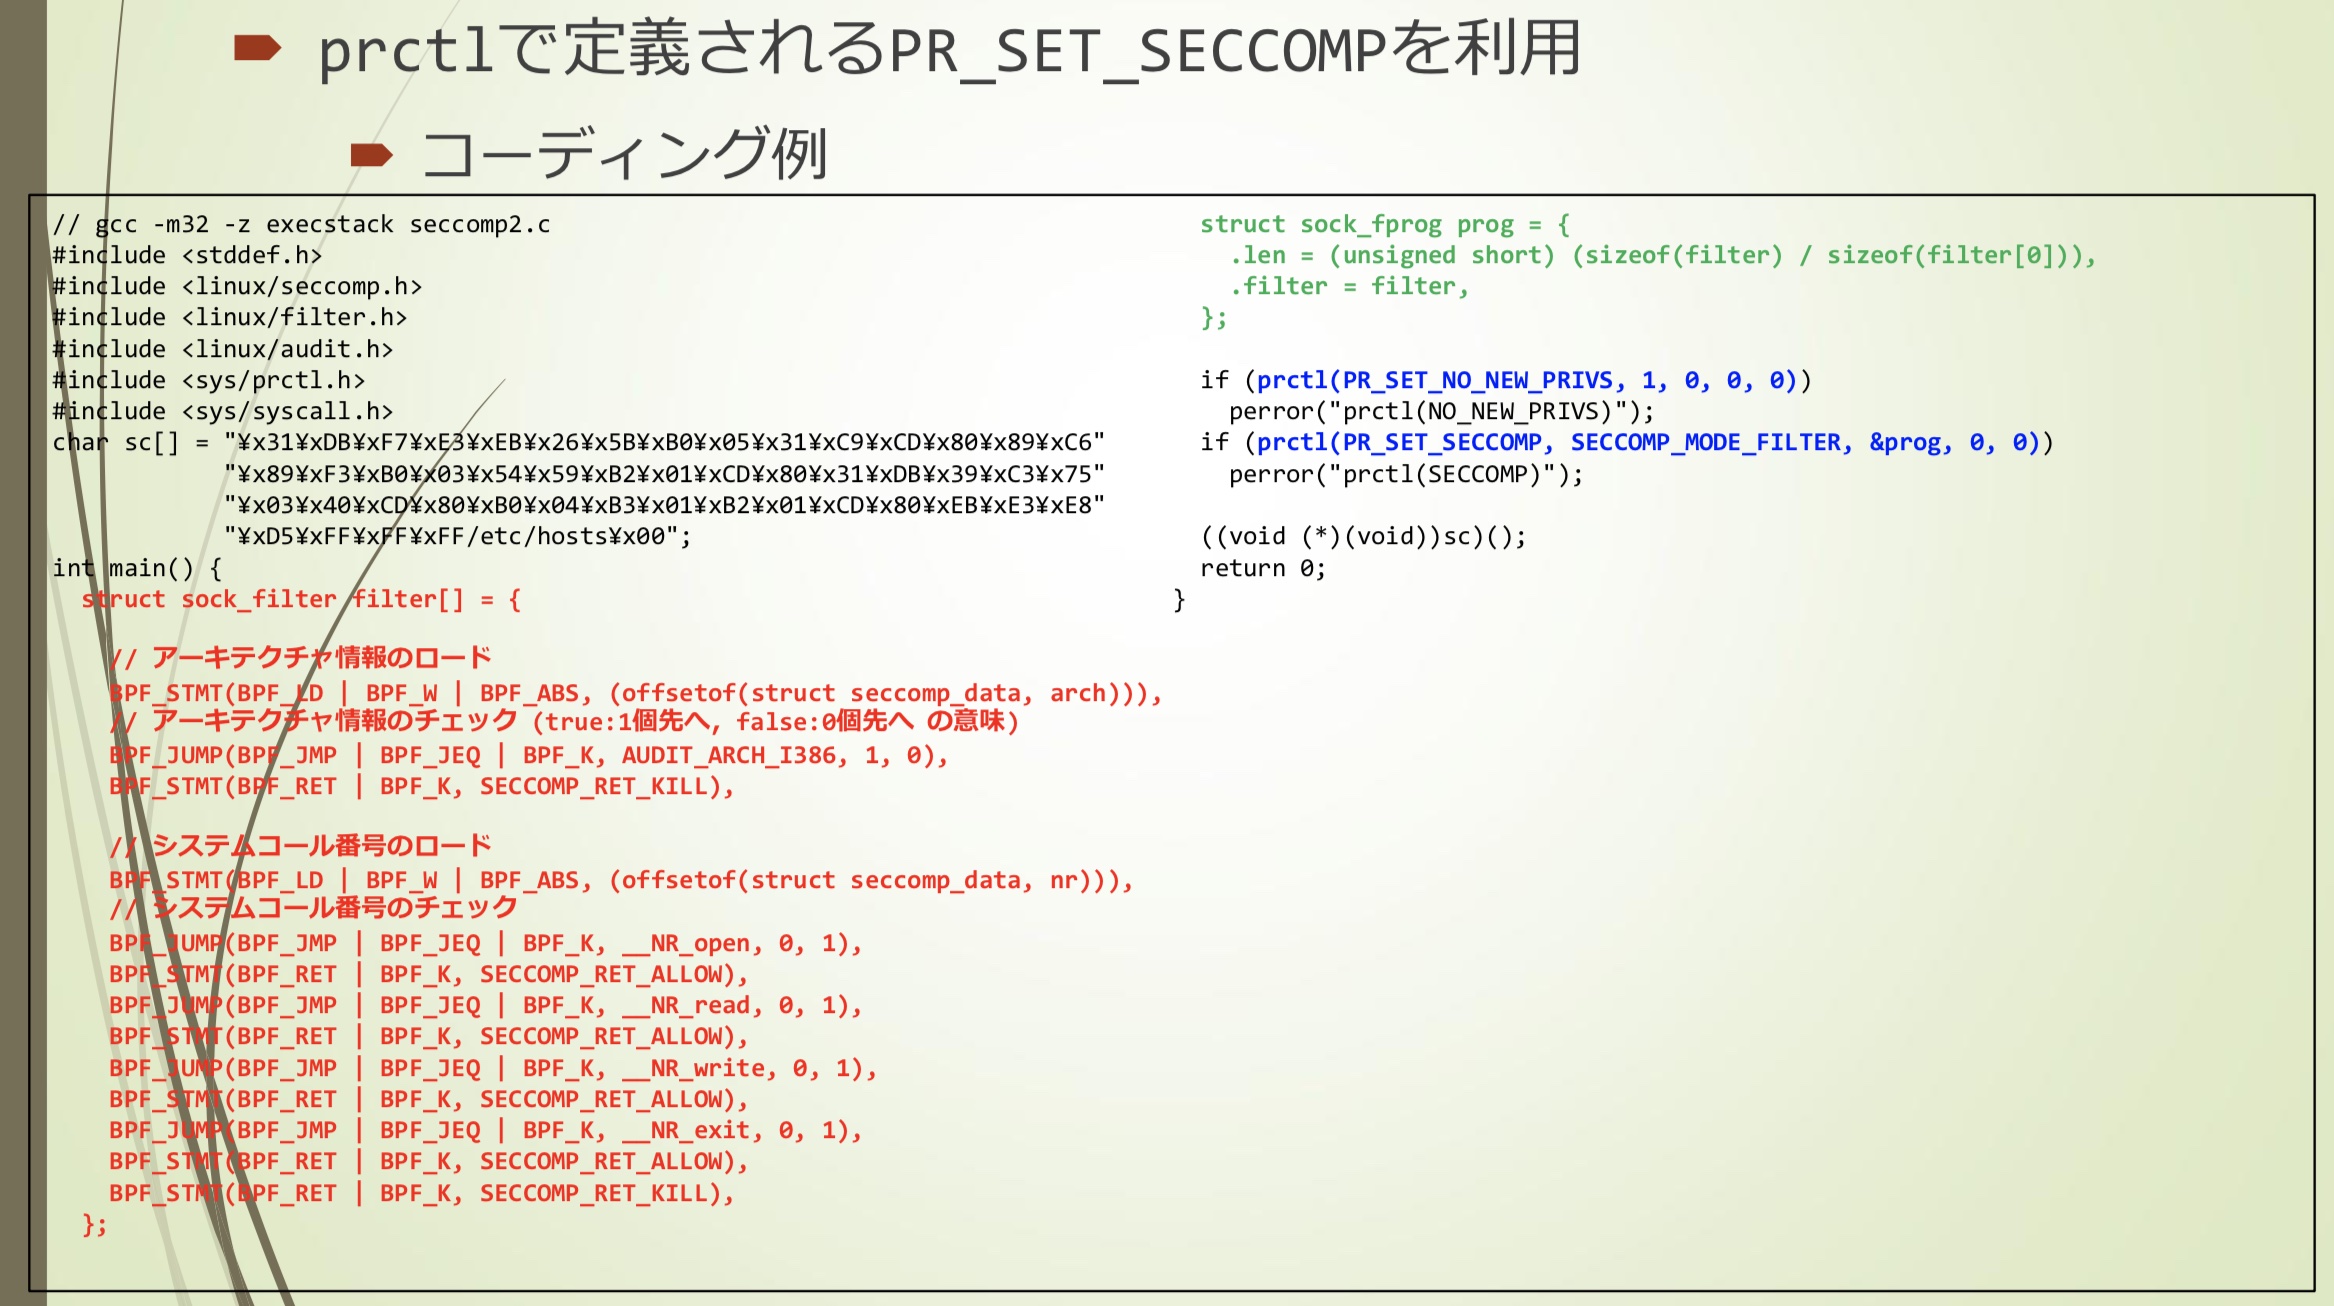 prctlで定義されるPR_SET_SECCOMPを利用
コーディング例
// gcc -m32 -z execstack seccomp2.c
#include <stddef.h>
#include <linux/seccomp.h>
#include <linux/filter.h>
#include <linux/audit.h>
#include <sys/prctl.h>
#include <sys/syscall.h>
char sc[] = "¥x31¥xDB¥xF7¥xE3¥xEB¥x26¥x5B¥xB0¥x05¥x31¥xC9¥xCD¥x80¥x89¥xC6"
"¥x89¥xF3¥xB0¥x03¥x54¥x59¥xB2¥x01¥xCD¥x80¥x31¥xDB¥x39¥xC3¥x75"
"¥x03¥x40¥xCD¥x80¥xB0¥x04¥xB3¥x01¥xB2¥x01¥xCD¥x80¥xEB¥xE3¥xE8"
"¥xD5¥xFF¥xFF¥xFF/etc/hosts¥x00";
int main() {
struct sock_filter filter[] = {
// アーキテクチャ情報のロード
BPF_STMT(BPF_LD | BPF_W | BPF_ABS, (offsetof(struct seccomp_data, arch))),
// アーキテクチャ情報のチェック (true:1個先へ, false:0個先へ の意味)
BPF_JUMP(BPF_JMP | BPF_JEQ | BPF_K, AUDIT_ARCH_I386, 1, 0),
BPF_STMT(BPF_RET | BPF_K, SECCOMP_RET_KILL),
// システムコール番号のロード
BPF_STMT(BPF_LD | BPF_W | BPF_ABS, (offsetof(struct seccomp_data, nr))),
// システムコール番号のチェック
BPF_JUMP(BPF_JMP | BPF_JEQ | BPF_K, __NR_open, 0, 1),
BPF_STMT(BPF_RET | BPF_K, SECCOMP_RET_ALLOW),
BPF_JUMP(BPF_JMP | BPF_JEQ | BPF_K, __NR_read, 0, 1),
BPF_STMT(BPF_RET | BPF_K, SECCOMP_RET_ALLOW),
BPF_JUMP(BPF_JMP | BPF_JEQ | BPF_K, __NR_write, 0, 1),
BPF_STMT(BPF_RET | BPF_K, SECCOMP_RET_ALLOW),
BPF_JUMP(BPF_JMP | BPF_JEQ | BPF_K, __NR_exit, 0, 1),
BPF_STMT(BPF_RET | BPF_K, SECCOMP_RET_ALLOW),
BPF_STMT(BPF_RET | BPF_K, SECCOMP_RET_KILL),
};
struct sock_fprog prog = {
.len = (unsigned short) (sizeof(filter) / sizeof(filter[0])),
.filter = filter,
};
if (prctl(PR_SET_NO_NEW_PRIVS, 1, 0, 0, 0))
perror("prctl(NO_NEW_PRIVS)");
if (prctl(PR_SET_SECCOMP, SECCOMP_MODE_FILTER, &prog, 0, 0))
perror("prctl(SECCOMP)");
((void (*)(void))sc)();
return 0;
}